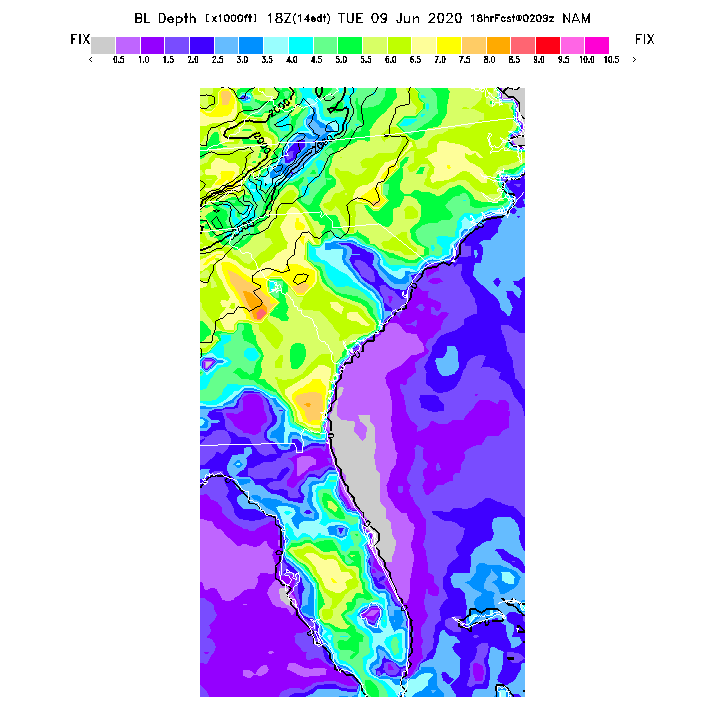 BL Depth [x1000ft] 18Z(14edt) TUE 09 Jun 2020 18hrFcst@0209z NAM
FIX FIX
< 0.5 1.0 1.5 2.0 2.5 3.0 3.5 4.0 4.5 5.0 5.5 6.0 6.5 7.0 7.5 8.0 8.5 9.0 9.5 10.0 10.5 >
2000
2000